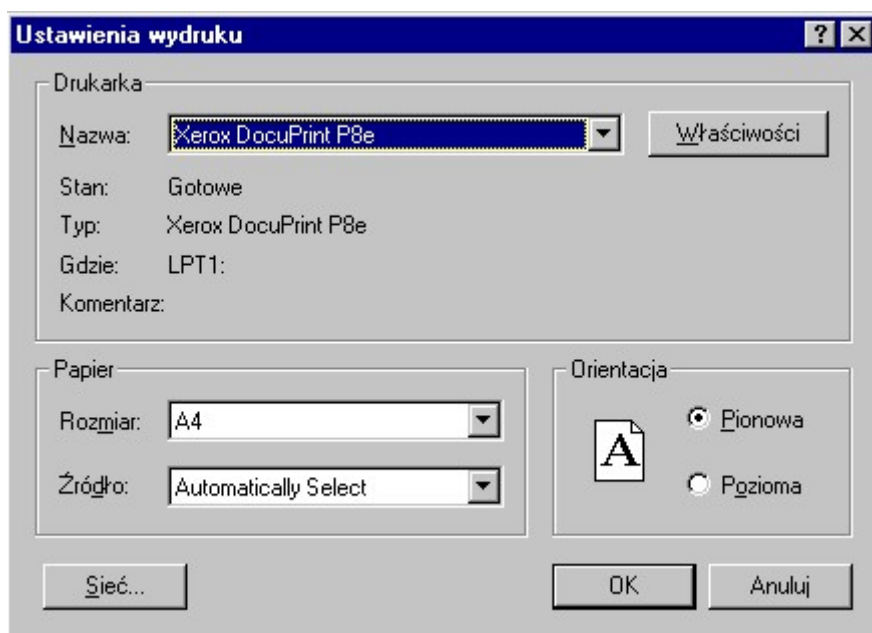 Ustawienia wydruku
Drukarka
Nazwa: Xerox DocuPrint P8e Właściwości
Stan: Gotowe
Typ: Xerox DocuPrint P8e
Gdzie: LPT1:
Komentarz:
Papier
Rozmiar: A4
Źródło: Automatically Select
Orientacja
A
Pionowa
Pozioma
Sieć... OK Anuluj